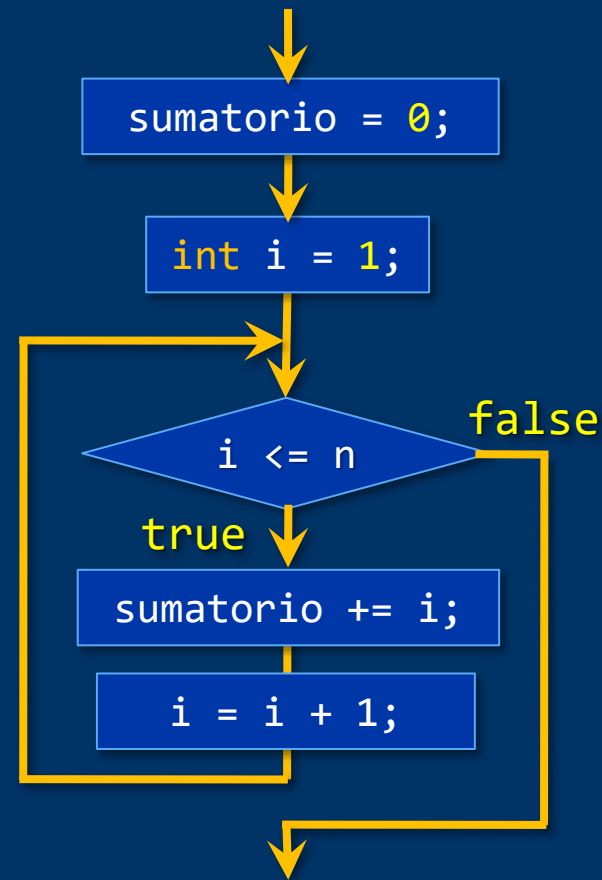 sumatorio = 0;
int i = 1;
i <= n
false
true
sumatorio += i;
i = i + 1;